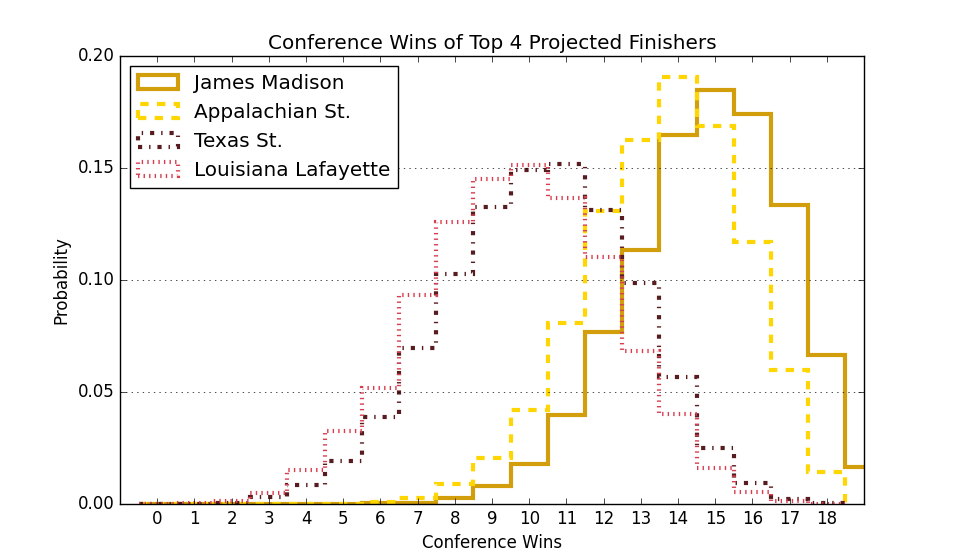 Conference Wins of Top 4 Projected Finishers
James Madison
Appalachian St.
Texas St.
Louisiana Lafayette
Probability
0.20
0.15
0.10
0.05
0.00
0 1 2 3 4 5 6 7 8 9 10 11 12 13 14 15 16 17 18
Conference Wins